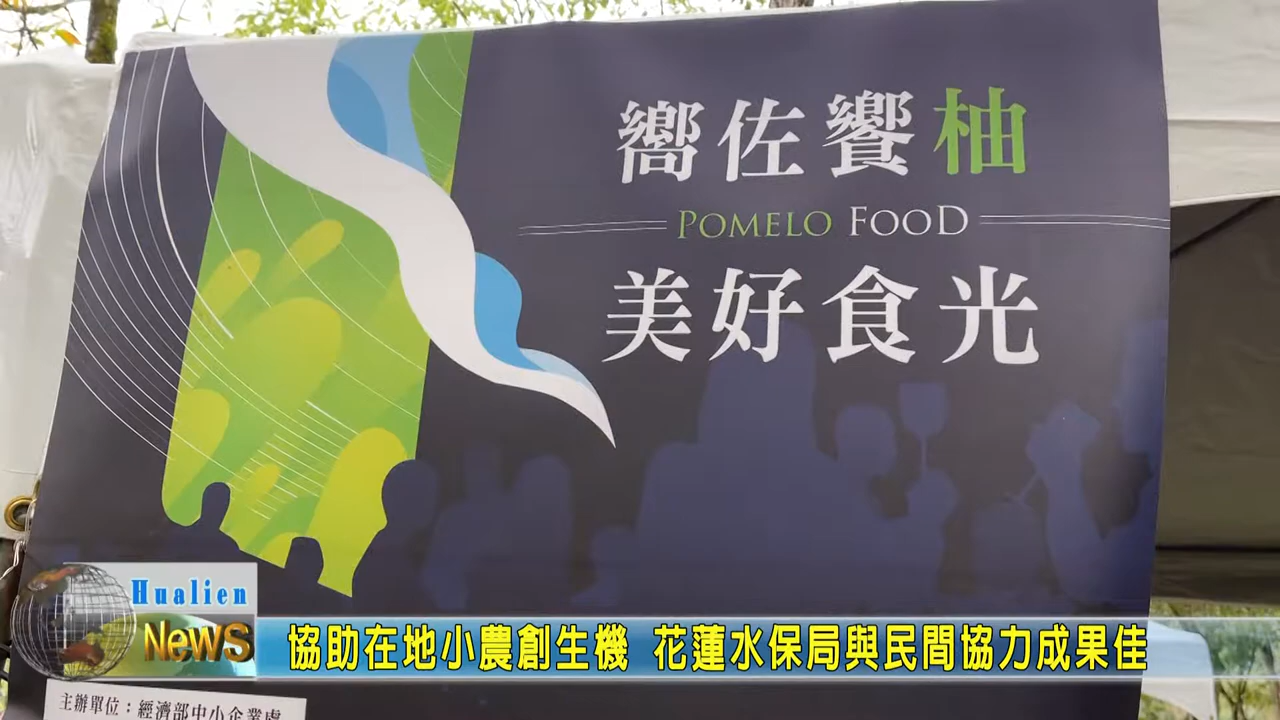 嚮佐饗柚
POMELO FOOD
美好食光
Hualien
News
協助在地小農創生機 花蓮水保局與民間協力成果佳
主辦單位：經濟部中小企業處